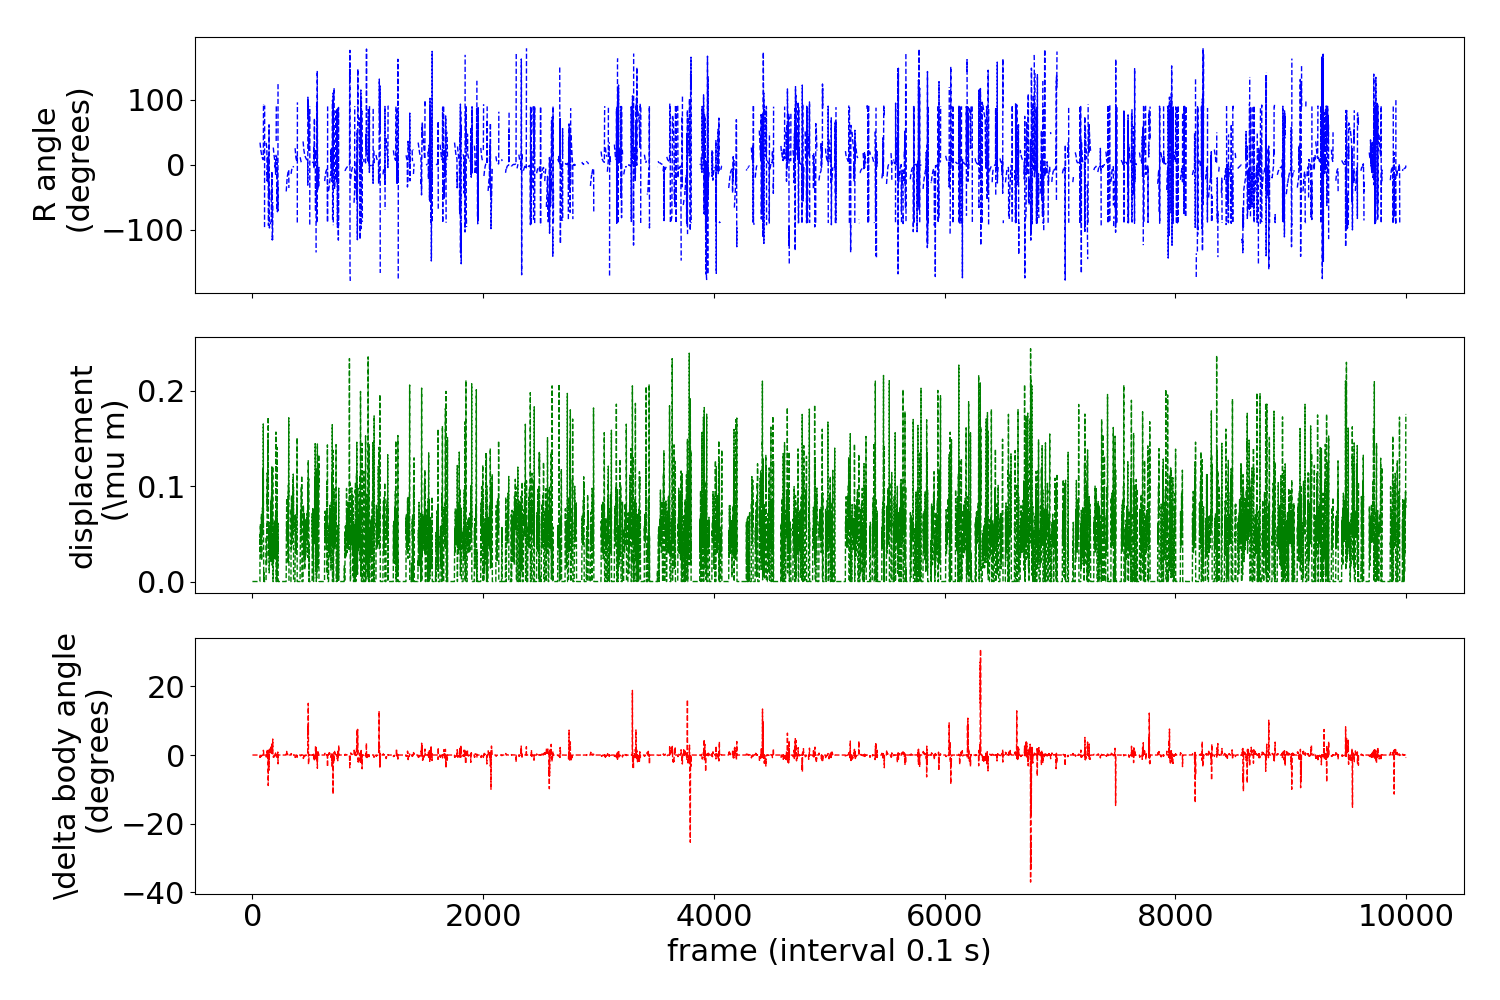 R angle
(degrees)
100
0
−100
displacement
(\mu m)
0.2
0.1
0.0
\delta body angle
(degrees)
20
0
−20
−40
0 2000 4000 6000 8000 10000
frame (interval 0.1 s)